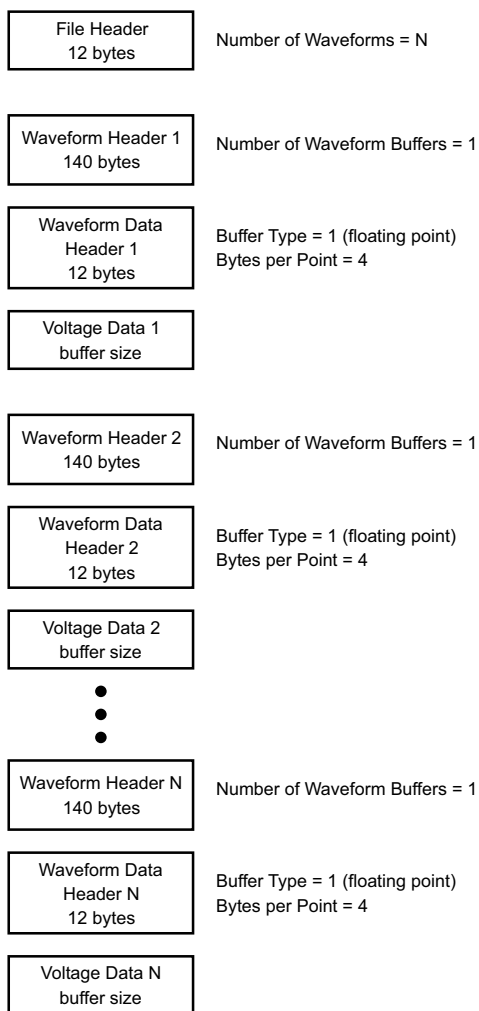 File Header
12 bytes
Number of Waveforms = N
Waveform Header 1
140 bytes
Number of Waveform Buffers = 1
Waveform Data
Header 1
12 bytes
Buffer Type = 1 (floating point)
Bytes per Point = 4
Voltage Data 1
buffer size
Waveform Header 2
140 bytes
Number of Waveform Buffers = 1
Waveform Data
Header 2
12 bytes
Buffer Type = 1 (floating point)
Bytes per Point = 4
Voltage Data 2
buffer size
Waveform Header N
140 bytes
Number of Waveform Buffers = 1
Waveform Data
Header N
12 bytes
Buffer Type = 1 (floating point)
Bytes per Point = 4
Voltage Data N
buffer size